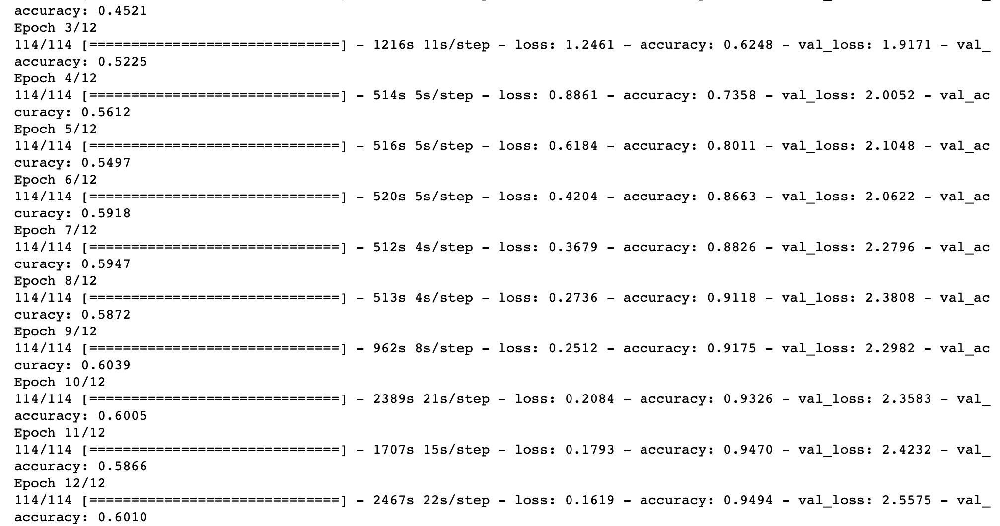 accuracy: 0.4521
Epoch 3/12
114/114 [==============================] - 1216s 11s/step - loss: 1.2461 - accuracy: 0.6248 - val_loss: 1.9171 - val_
accuracy: 0.5225
Epoch 4/12
114/114 [==============================] - 514s 5s/step - loss: 0.8861 - accuracy: 0.7358 - val_loss: 2.0052 - val_ac
curacy: 0.5612
Epoch 5/12
114/114 [==============================] - 516s 5s/step - loss: 0.6184 - accuracy: 0.8011 - val_loss: 2.1048 - val_ac
curacy: 0.5497
Epoch 6/12
114/114 [==============================] - 520s 5s/step - loss: 0.4204 - accuracy: 0.8663 - val_loss: 2.0622 - val_ac
curacy: 0.5918
Epoch 7/12
114/114 [==============================] - 512s 4s/step - loss: 0.3679 - accuracy: 0.8826 - val_loss: 2.2796 - val_ac
curacy: 0.5947
Epoch 8/12
114/114 [==============================] - 513s 4s/step - loss: 0.2736 - accuracy: 0.9118 - val_loss: 2.3808 - val_ac
curacy: 0.5872
Epoch 9/12
114/114 [==============================] - 962s 8s/step - loss: 0.2512 - accuracy: 0.9175 - val_loss: 2.2982 - val_ac
curacy: 0.6039
Epoch 10/12
114/114 [==============================] - 2389s 21s/step - loss: 0.2084 - accuracy: 0.9326 - val_loss: 2.3583 - val_
accuracy: 0.6005
Epoch 11/12
114/114 [==============================] - 1707s 15s/step - loss: 0.1793 - accuracy: 0.9470 - val_loss: 2.4232 - val_
accuracy: 0.5866
Epoch 12/12
114/114 [==============================] - 2467s 22s/step - loss: 0.1619 - accuracy: 0.9494 - val_loss: 2.5575 - val_
accuracy: 0.6010